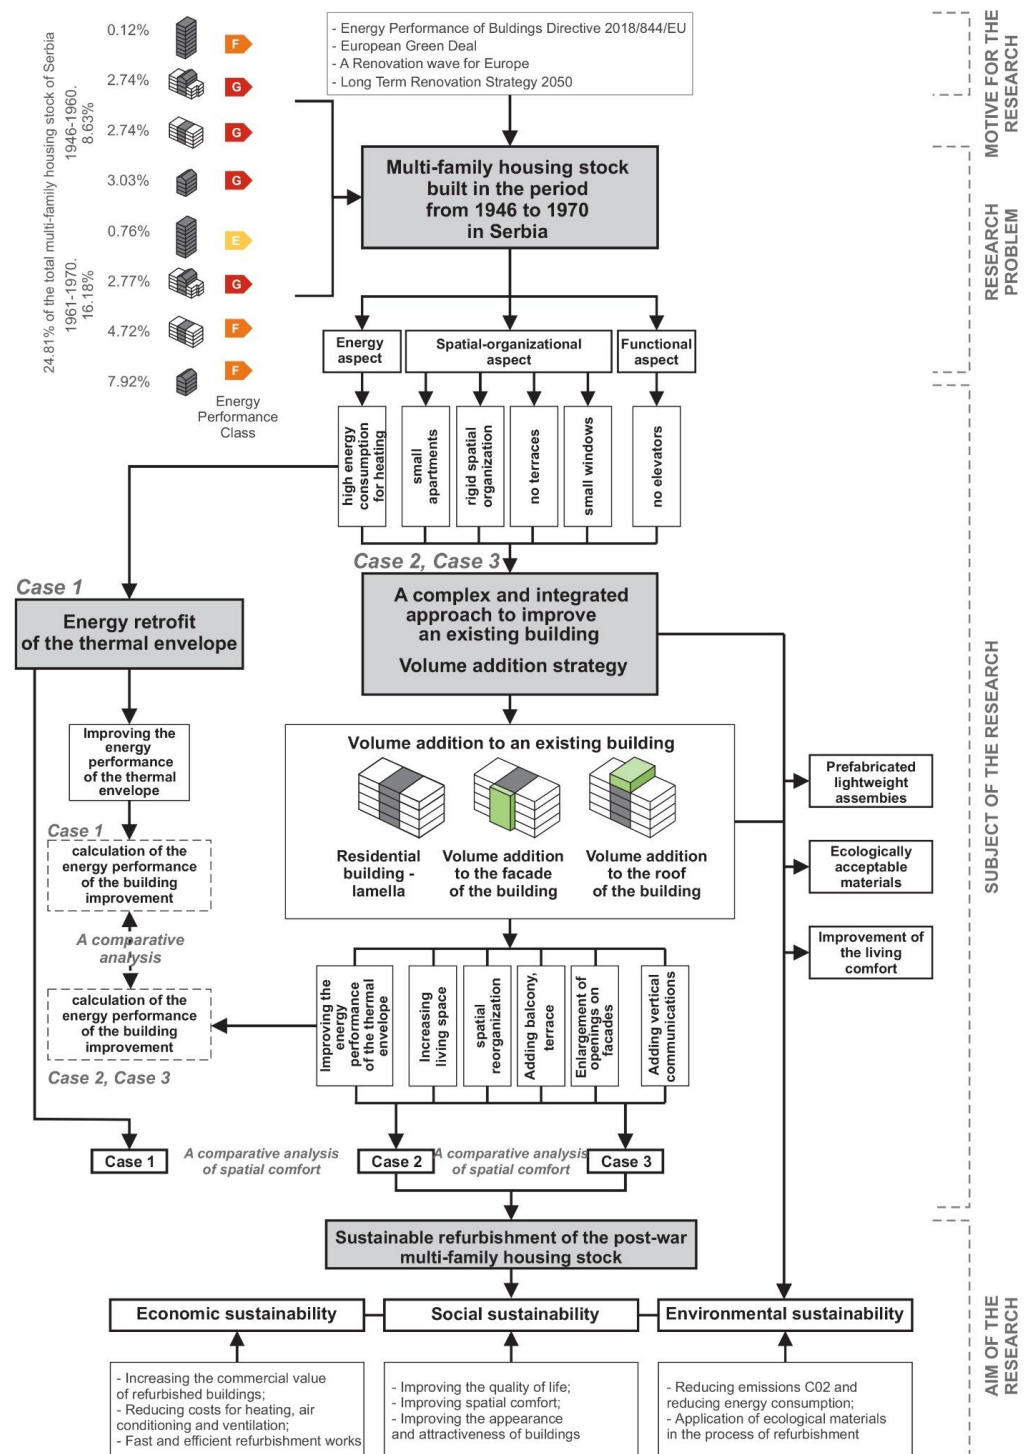 24.81% of the total multi-family housing stock of Serbia
1946-1960.
8.63%
1961-1970.
16.18%
0.12%
F
2.74%
G
2.74%
G
3.03%
G
0.76%
E
2.77%
G
4.72%
F
7.92%
F
Energy
Performance
Class
- Energy Performance of Buldings Directive 2018/844/EU
- European Green Deal
- A Renovation wave for Europe
- Long Term Renovation Strategy 2050
MOTIVE FOR THE
RESEARCH
Multi-family housing stock
built in the period
from 1946 to 1970
in Serbia
RESEARCH
PROBLEM
Energy
aspect
Spatial-organizational
aspect
Functional
aspect
high energy
consumption
for heating
small
apartments
rigid spatial
organization
no terraces
small windows
no elevators
Case 2, Case 3
Case 1
Energy retrofit
of the thermal envelope
A complex and integrated
approach to improve
an existing building
Volume addition strategy
SUBJECT OF THE RESEARCH
Improving the
energy
performance
of the thermal
envelope
Volume addition to an existing building
Residential
building -
lamella
Volume addition
to the facade
of the building
Volume addition
to the roof
of the building
Prefabricated
lightweight
assembies
Ecologically
acceptable
materials
Improvement of
the living
comfort
Case 1
calculation of the
energy performance
of the building
improvement
A comparative
analysis
calculation of the
energy performance
of the building
improvement
Case 2, Case 3
Improving the
energy
performance
of the thermal
envelope
Increasing
living space
spatial
reorganization
Adding balcony,
terrace
Enlargement of
openings on
facades
Adding vertical
communications
Case 1
A comparative analysis
of spatial comfort
Case 2
A comparative analysis
of spatial comfort
Case 3
Sustainable refurbishment of the post-war
multi-family housing stock
AIM OF THE
RESEARCH
Economic sustainability
Social sustainability
Environmental sustainability
- Increasing the commercial value
of refurbished buildings;
- Reducing costs for heating, air
conditioning and ventilation;
- Fast and efficient refurbishment works
- Improving the quality of life;
- Improving spatial comfort;
- Improving the appearance
and attractiveness of buildings
- Reducing emissions C02 and
reducing energy consumption;
- Application of ecological materials
in the process of refurbishment